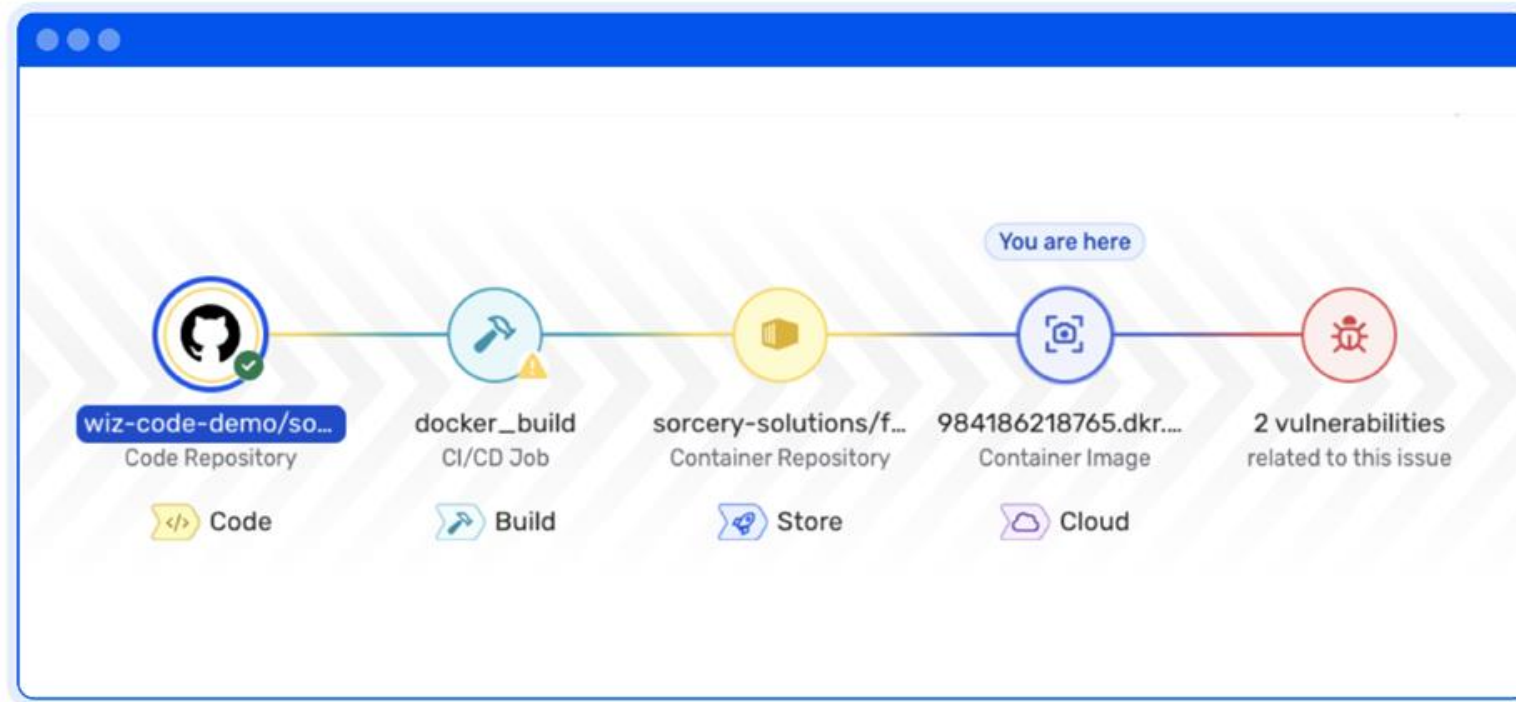 You are here
wiz-code-demo/so...
Code Repository
Code
docker_build
CI/CD Job
Build
sorcery-solutions/f...
Container Repository
Store
984186218765.dkr....
Container Image
Cloud
2 vulnerabilities
related to this issue